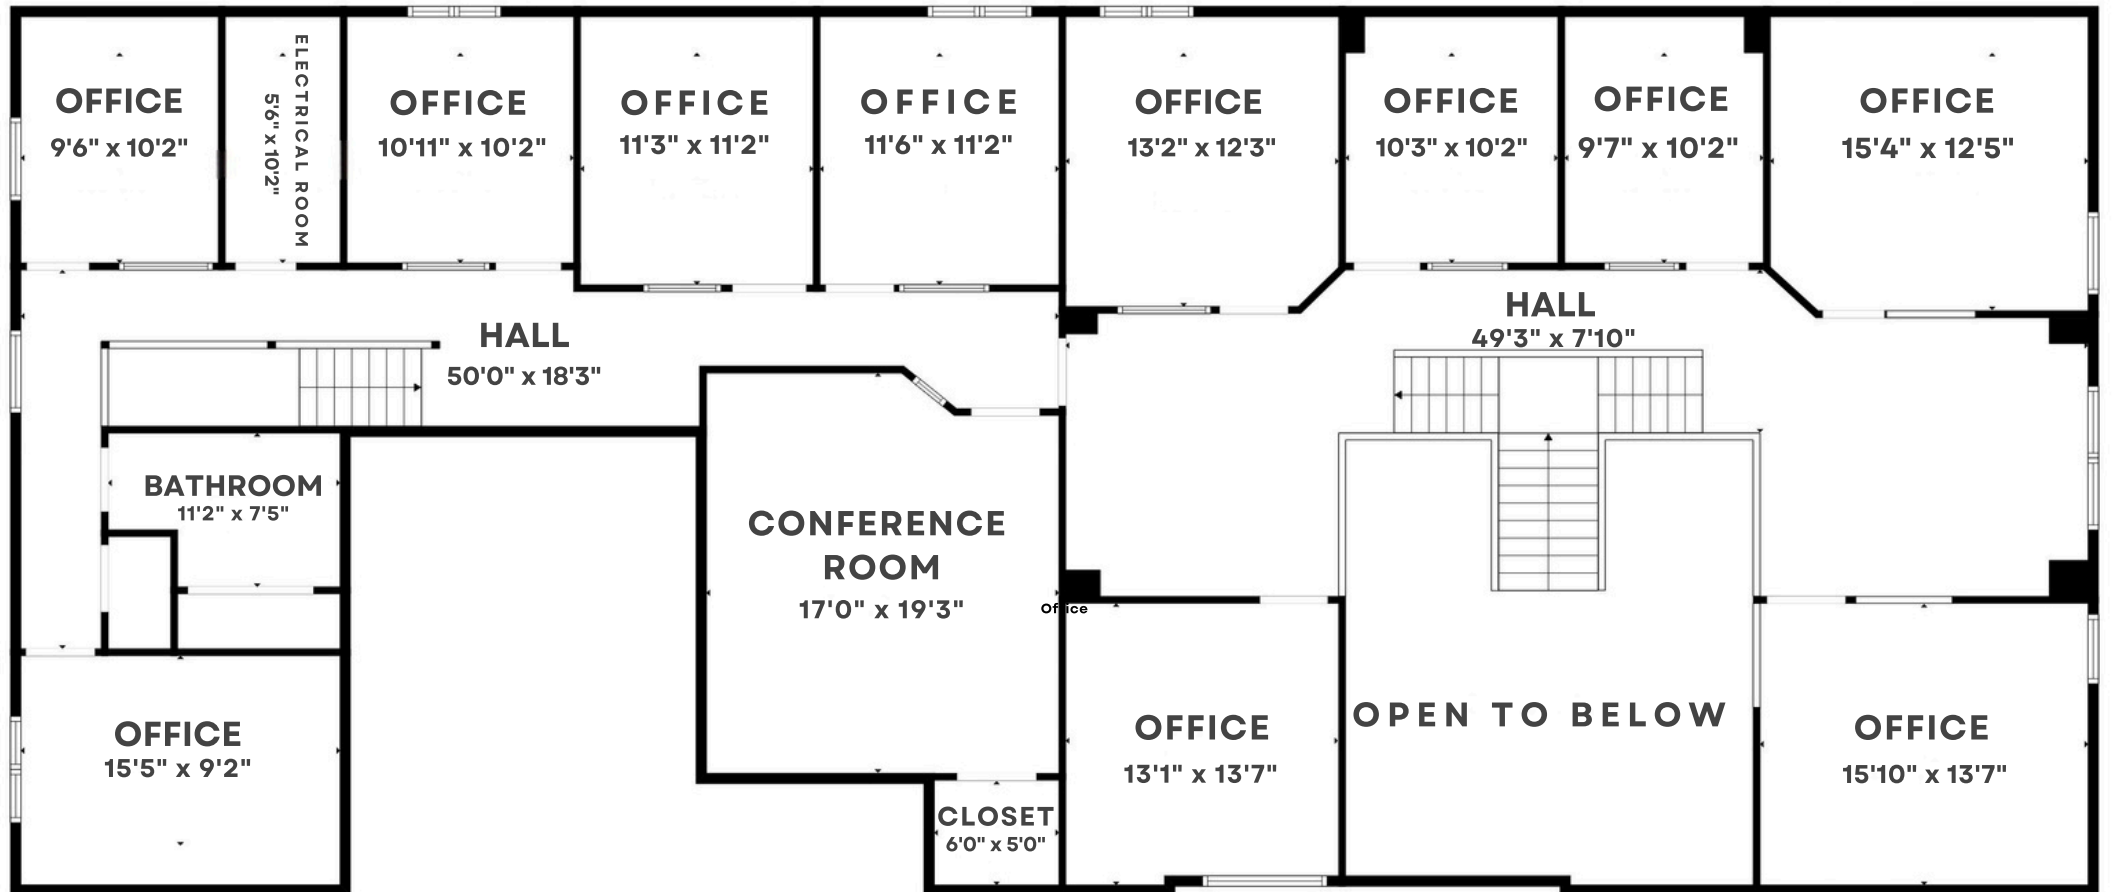 OFFICE
9'6" x 10'2"
ELECTRICAL ROOM
5'6" x 10'2"
OFFICE
10'11" x 10'2"
OFFICE
11'3" x 11'2"
OFFICE
11'6" x 11'2"
OFFICE
13'2" x 12'3"
OFFICE
10'3" x 10'2"
OFFICE
9'7" x 10'2"
OFFICE
15'4" x 12'5"
HALL
50'0" x 18'3"
HALL
49'3" x 7'10"
BATHROOM
11'2" x 7'5"
CONFERENCE
ROOM
17'0" x 19'3"
Office
OFFICE
15'5" x 9'2"
CLOSET
6'0" x 5'0"
OFFICE
13'1" x 13'7"
OPEN TO BELOW
OFFICE
15'10" x 13'7"